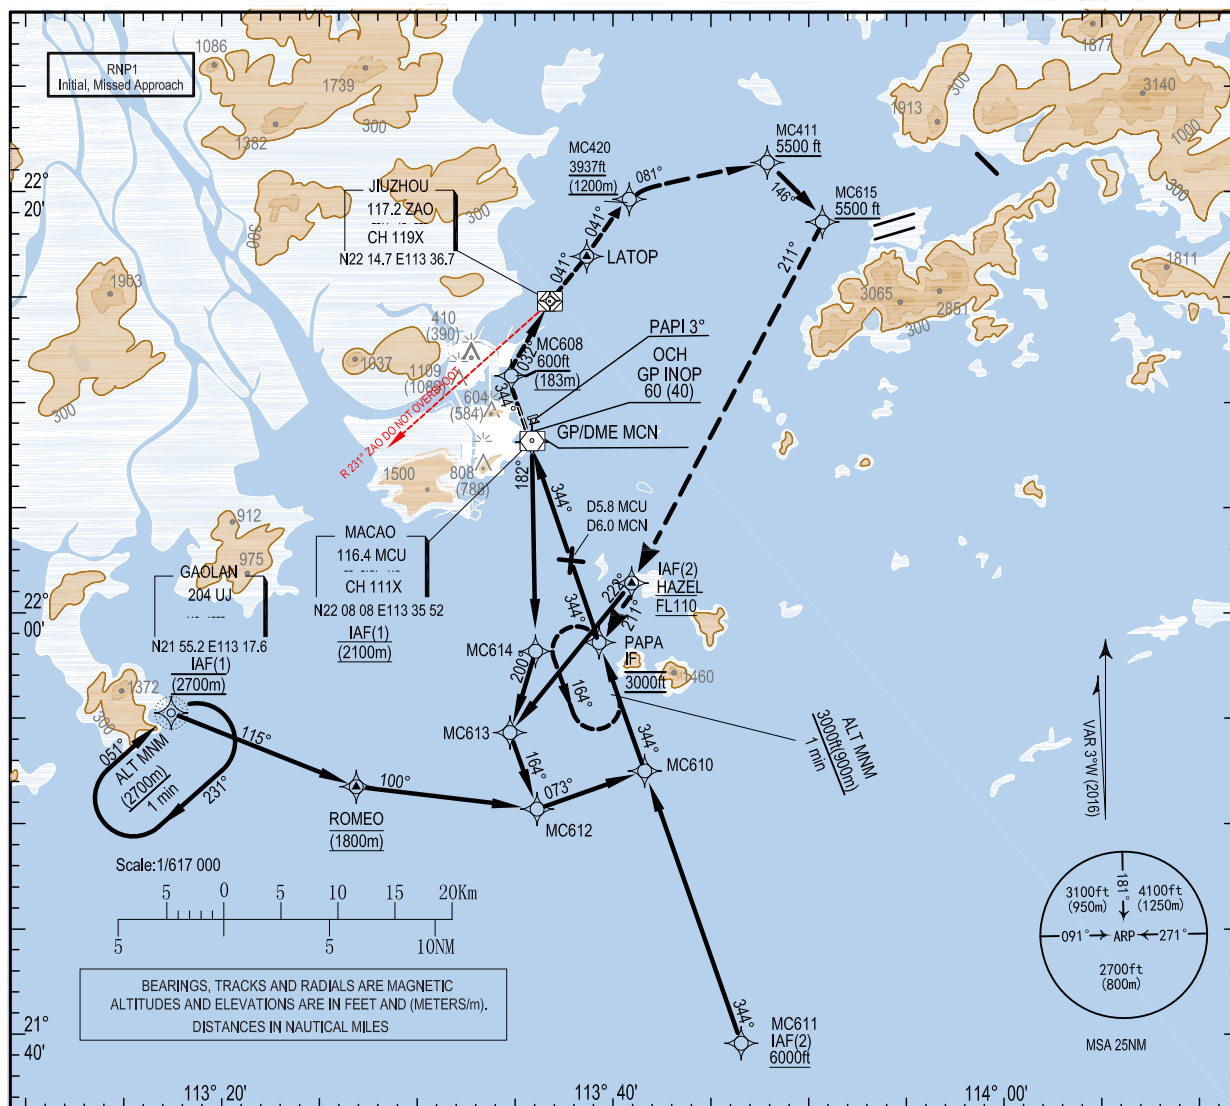 RNP1
Initial, Missed Approach
1086
1739
300
1382
JIUZHOU
117.2 ZAO
CH 119X
N22 14.7 E113 36.7
300
300
1903
300
22°
20'
MC420
3937ft
(1200m)
081°
MC411
5500 ft
146°
MC615
5500 ft
211°
1877
300
3140
1913
1000
300
1811
3065
2851
300
041°
LATOP
041°
032°
MC608
600ft
(183m)
344°
410
(390)
1037
1109
604
(584)
R 231° ZAO DO NOT OVERSHOOT
PAPI 3°
OCH
GP INOP
60 (40)
GP/DME MCN
1500
808
(788)
182°
344°
D5.8 MCU
D6.0 MCN
MACAO
116.4 MCU
CH 111X
N22 08 08 E113 35 52
IAF(1)
(2100m)
912
975
GAOLAN
204 UJ
N21 55.2 E113 17.6
IAF(1)
(2700m)
22°
00'
1372
300
222°
IAF(2)
HAZEL
FL110
211°
344°
PAPA
IF
3000ft
1460
MC614
200°
164°
MC613
164°
344°
MC610
ALT MNM
3000ft(900m)
1 min
051°
ALT MNM
(2700m)
1 min
231°
115°
100°
ROMEO
(1800m)
073°
MC612
VAR 3°W (2016)
Scale:1/617 000
5 0 5 10 15 20Km
5 5 10NM
BEARINGS, TRACKS AND RADIALS ARE MAGNETIC
ALTITUDES AND ELEVATIONS ARE IN FEET AND (METERS/m).
DISTANCES IN NAUTICAL MILES
344°
MC611
IAF(2)
6000ft
3100ft
(950m)
181°
4100ft
(1250m)
091° ARP 271°
2700ft
(800m)
MSA 25NM
21°
40'
113° 20'
113° 40'
114° 00'